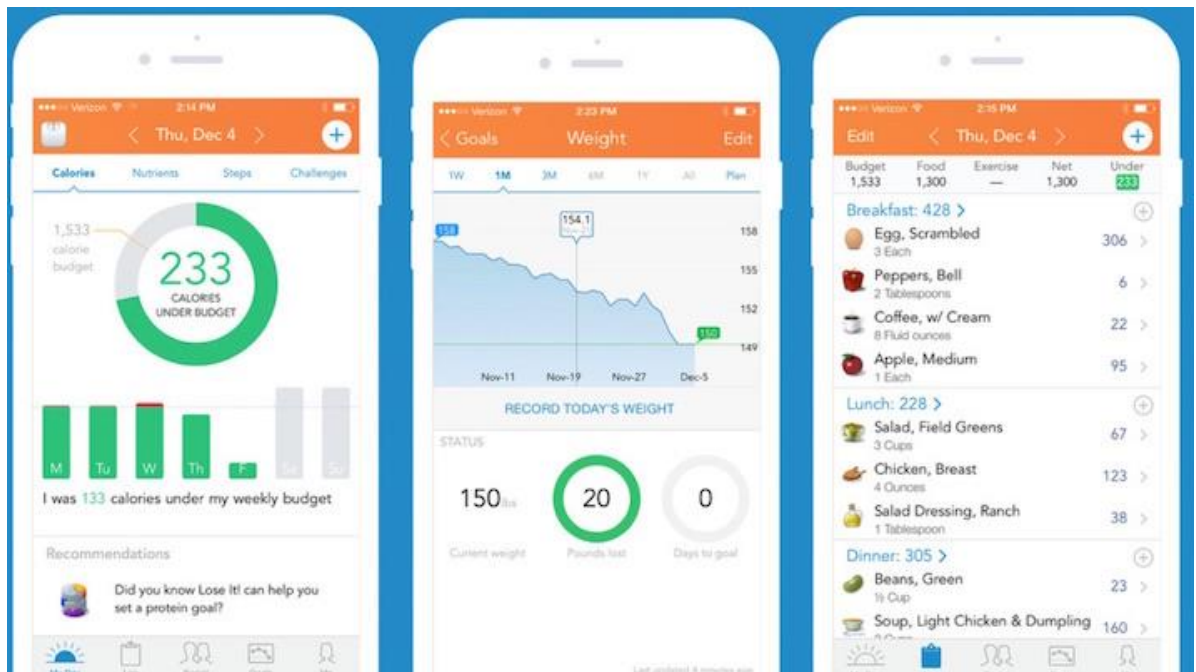 Verizon 2:14 PM
Thu, Dec 4
Calories Nutrients Steps Challenges
1,533
calorie
budget
233
CALORIES
UNDER BUDGET
M Tu W Th F Sa Su
I was 133 calories under my weekly budget
Recommendations
Did you know Lose It! can help you
set a protein goal?
Verizon 2:23 PM
Goals Weight Edit
1W 1M 3M 6M 1Y All Plan
158
154.1
158
155
152
150
149
Nov-11 Nov-19 Nov-27 Dec-5
RECORD TODAY'S WEIGHT
STATUS
150 lbs
20
0
Current weight Pounds lost Days to goal
Verizon 2:15 PM
Edit Thu, Dec 4
Budget Food Exercise Net Under
1,533 1,300 — 1,300 233
Breakfast: 428
Egg, Scrambled 306
3 Each
Peppers, Bell 6
2 Tablespoons
Coffee, w/ Cream 22
8 Fluid ounces
Apple, Medium 95
1 Each
Lunch: 228
Salad, Field Greens 67
3 Cups
Chicken, Breast 123
4 Ounces
Salad Dressing, Ranch 38
1 Tablespoon
Dinner: 305
Beans, Green 23
½ Cup
Soup, Light Chicken & Dumpling 160